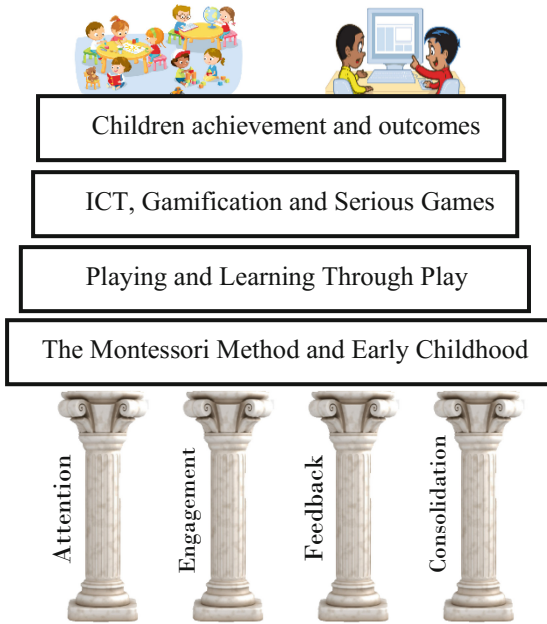 Children achievement and outcomes
ICT, Gamification and Serious Games
Playing and Learning Through Play
The Montessori Method and Early Childhood
Attention
Engagement
Feedback
Consolidation